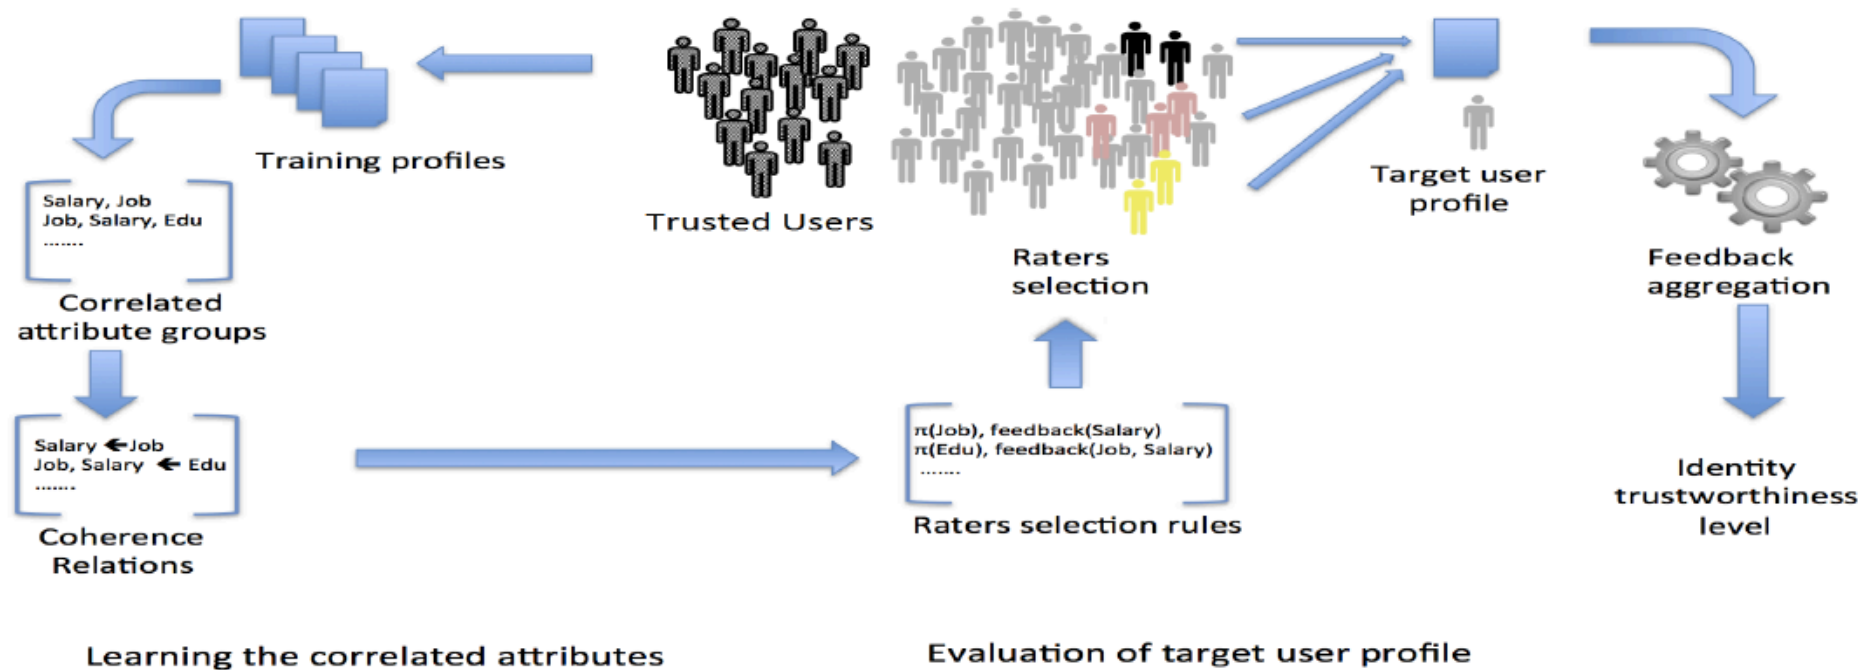 Training profiles
Salary, Job
Job, Salary, Edu
.......
Correlated
attribute groups
Salary ←Job
Job, Salary ← Edu
.......
Coherence
Relations
Learning the correlated attributes
Trusted Users
Raters
selection
π(Job), feedback(Salary)
π(Edu), feedback(Job, Salary)
.......
Raters selection rules
Target user
profile
Feedback
aggregation
Identity
trustworthiness
level
Evaluation of target user profile